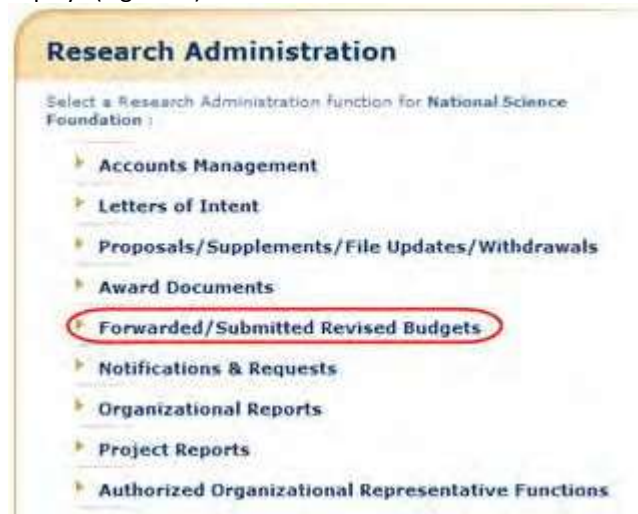 Research Administration
Select a Research Administration function for National Science
Foundation :
Accounts Management
Letters of Intent
Proposals/Supplements/File Updates/Withdrawals
Award Documents
Forwarded/Submitted Revised Budgets
Notifications & Requests
Organizational Reports
Project Reports
Authorized Organizational Representative Functions